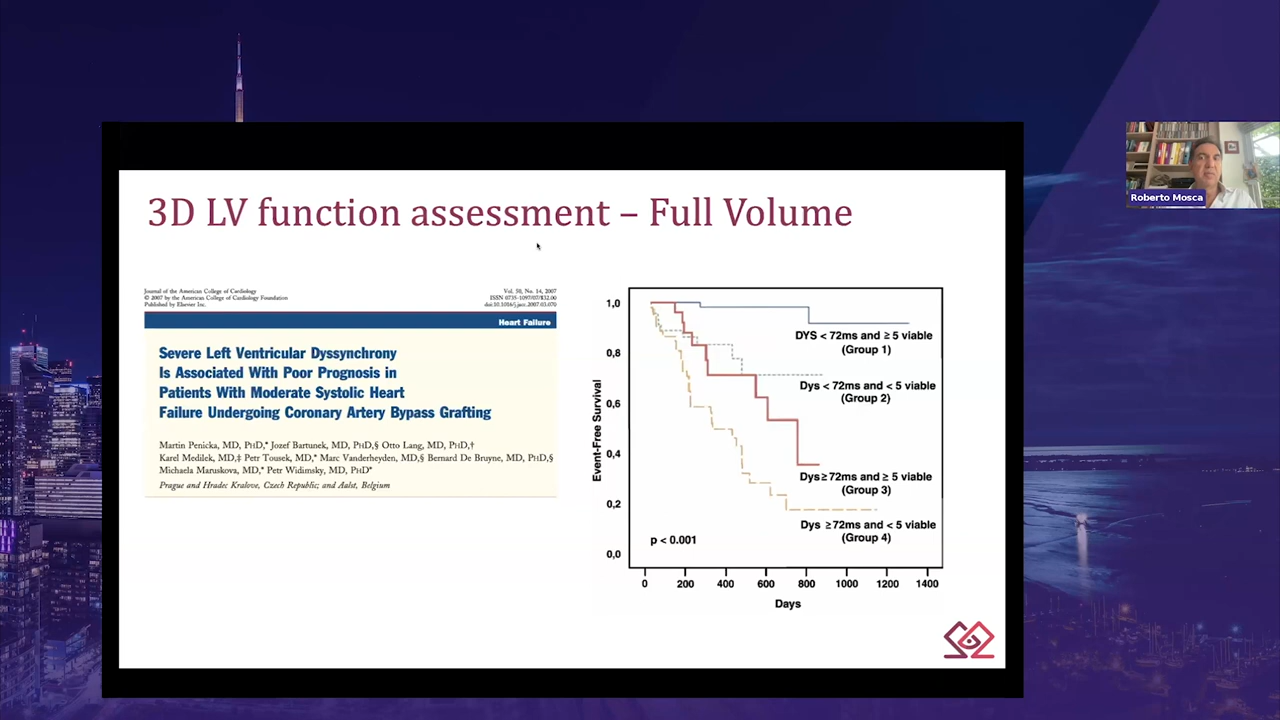 3D LV function assessment – Full Volume
Journal of the American College of Cardiology
© 2007 by the American College of Cardiology Foundation
Published by Elsevier Inc.
Vol. 50, No. 14, 2007
ISSN 0735-1097/07/$32.00
doi:10.1016/j.jacc.2007.03.070
Heart Failure
Severe Left Ventricular Dyssynchrony
Is Associated With Poor Prognosis in
Patients With Moderate Systolic Heart
Failure Undergoing Coronary Artery Bypass Grafting
Martin Penicka, MD, PHD,* Jozef Bartunek, MD, PHD,§ Otto Lang, MD, PHD,†
Karel Medilek, MD,‡ Petr Tousek, MD,* Marc Vanderheyden, MD,§ Bernard De Bruyne, MD, PHD,§
Michaela Maruskova, MD,* Petr Widimsky, MD, PHD*
Prague and Hradec Kralove, Czech Republic; and Aalst, Belgium
Event-Free Survival
1,0
0,8
0,6
0,4
0,2
0,0
DYS < 72ms and ≥ 5 viable
(Group 1)
Dys < 72ms and < 5 viable
(Group 2)
Dys ≥ 72ms and ≥ 5 viable
(Group 3)
Dys ≥ 72ms and < 5 viable
(Group 4)
p < 0.001
0 200 400 600 800 1000 1200 1400
Days
Roberto Mosca